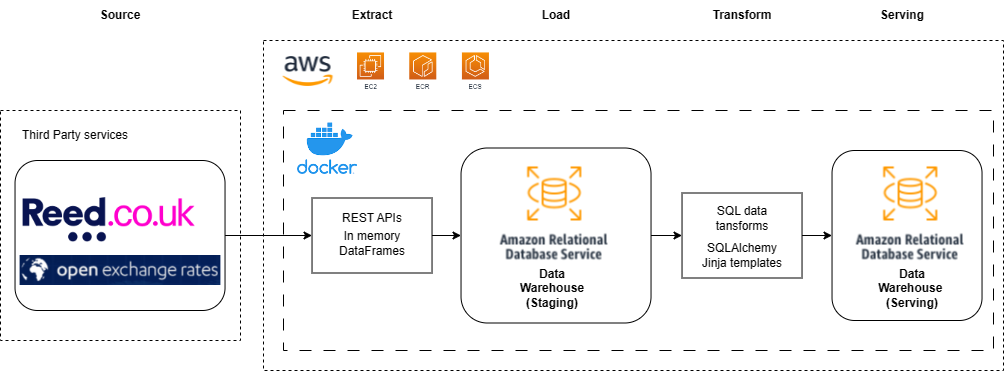 Source
Extract
Load
Transform
Serving
aws
EC2
ECR
ECS
Third Party services
docker
Reed.co.uk
open exchange rates
REST APIs
In memory
DataFrames
Amazon Relational
Database Service
Data
Warehouse
(Staging)
SQL data
tansforms
SQLAlchemy
Jinja templates
Amazon Relational
Database Service
Data
Warehouse
(Serving)